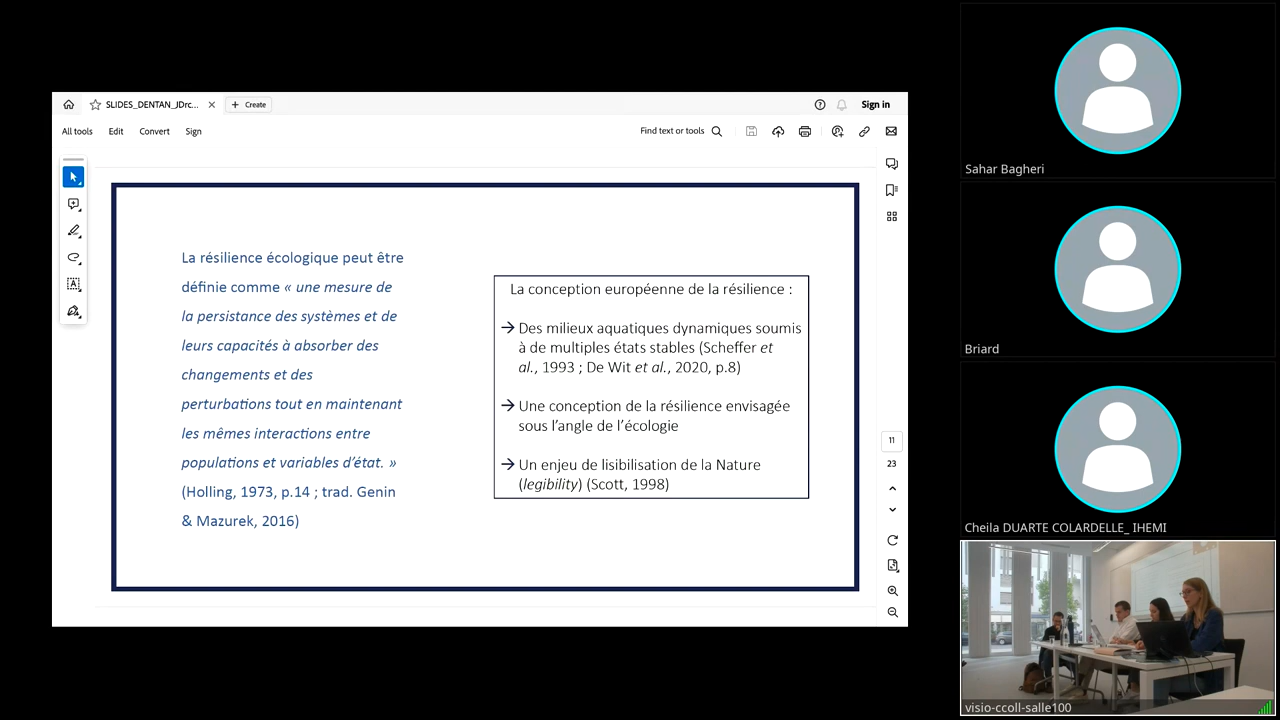 SLIDES_DENTAN_JDrc...
Create
Sign in
All tools Edit Convert Sign
Find text or tools
La résilience écologique peut être
définie comme « une mesure de
la persistance des systèmes et de
leurs capacités à absorber des
changements et des
perturbations tout en maintenant
les mêmes interactions entre
populations et variables d’état. »
(Holling, 1973, p.14 ; trad. Genin
& Mazurek, 2016)
La conception européenne de la résilience :
→ Des milieux aquatiques dynamiques soumis
à de multiples états stables (Scheffer et
al., 1993 ; De Wit et al., 2020, p.8)
→ Une conception de la résilience envisagée
sous l’angle de l’écologie
→ Un enjeu de lisibilisation de la Nature
(legibility) (Scott, 1998)
11
23
Sahar Bagheri
Briard
Cheila DUARTE COLARDELLE_ IHEMI
visio-ccoll-salle100